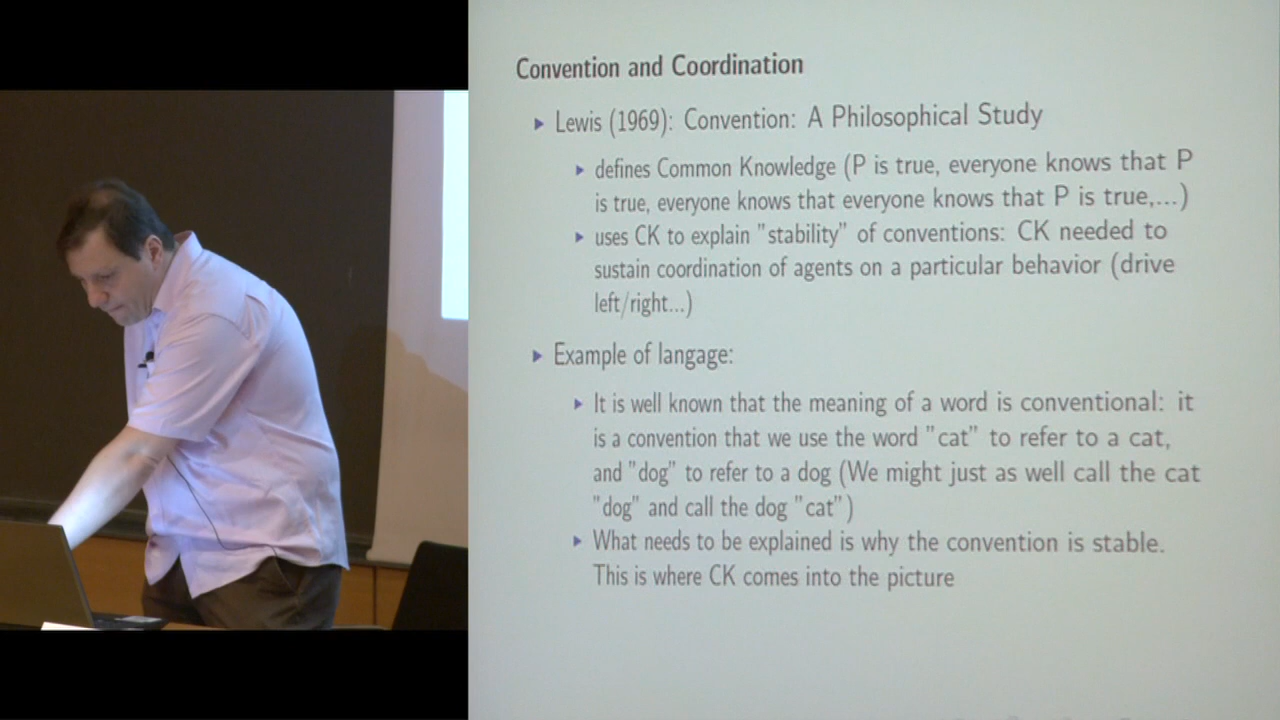 Convention and Coordination
Lewis (1969): Convention: A Philosophical Study
defines Common Knowledge (P is true, everyone knows that P
is true, everyone knows that everyone knows that P is true,...)
uses CK to explain "stability" of conventions: CK needed to
sustain coordination of agents on a particular behavior (drive
left/right...)
Example of langage:
It is well known that the meaning of a word is conventional: it
is a convention that we use the word "cat" to refer to a cat,
and "dog" to refer to a dog (We might just as well call the cat
"dog" and call the dog "cat")
What needs to be explained is why the convention is stable.
This is where CK comes into the picture